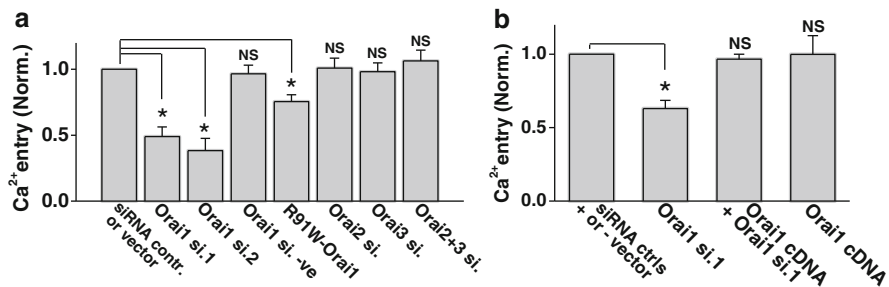 a
Ca2+entry (Norm.)
1.0
0.5
0.0
*
*
NS
*
NS
NS
NS
siRNA contr.
or vector
Orai1 si.1
Orai1 si.2
Orai1 si. -ve
R91W-Orai1
Orai2 si.
Orai3 si.
Orai2+3 si.
b
Ca2+entry (Norm.)
1.0
0.5
0.0
*
NS
NS
siRNA ctrls
+ or - vector
Orai1 si.1
Orai1 cDNA
+ Orai1 si.1
Orai1 cDNA